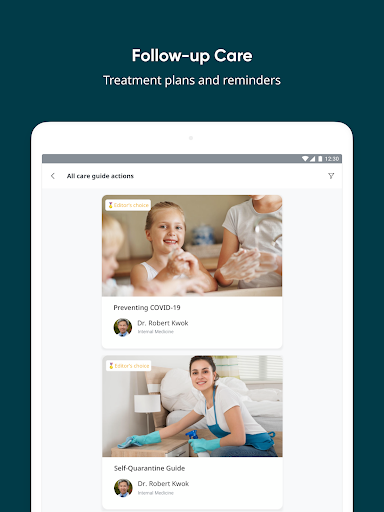 Follow-up Care
Treatment plans and reminders
12:30
All care guide actions
Editor's choice
Preventing COVID-19
Dr. Robert Kwok
Internal Medicine
Editor's choice
Self-Quarantine Guide
Dr. Robert Kwok
Internal Medicine